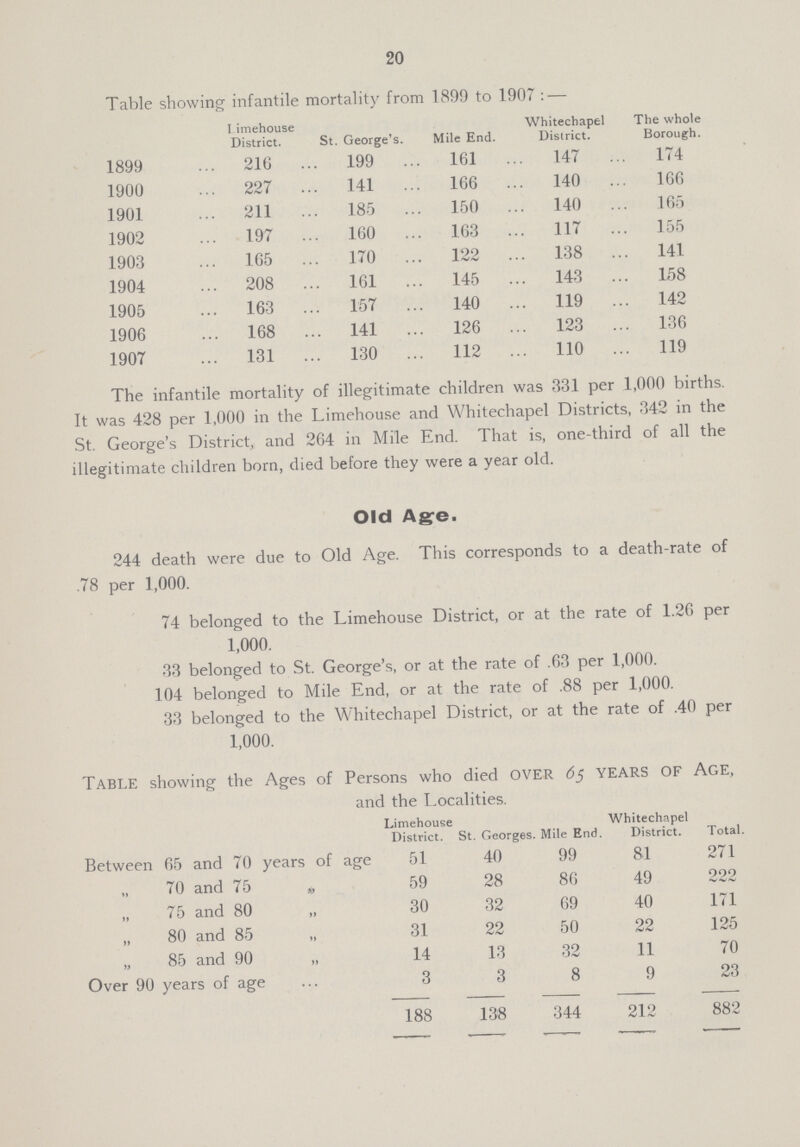 20
Table showing infantile mortality from 1899 to 1907 :—
Limehouse District. St. George's. Mile End. Whitechapel District. The whole Borough.
1899 ... 216 ... 199 ... 161 ... 147 ... 174
1900 ... 227 ... 141 ... 166 ... 140 ... 166
1901 ... 211 ... 185 ... 150 ... 140 ... 165
1902 ... 197 ... 160 ... 163 ... 117 ... 155
1903 ... 165 ... 170 ... 122 ... 138 ... 141
1904 ... 208 ... 161 ... 145 ... 143 ... 158
1905 ... 163 ... 157 ... 140 ... 119 ... 142
1906 ... 168 ... 141 ... 126 ... 123 ... 136
1907 ... 131 ... 130 ... 112 ... 110 ... 119
The infantile mortality of illegitimate children was 331 per 1,000 births.
It was 428 per 1,000 in the Limehouse and Whitechapel Districts, 342 in the
St. George's District, and 264 in Mile End. That is, one-third of all the
illegitimate children born, died before they were a year old.
Old Age.
244 death were due to Old Age. This corresponds to a death-rate of
.78 per 1,000.
74 belonged to the Limehouse District, or at the rate of 1.26 per
1,000.
33 belonged to St. George's, or at the rate of .63 per 1,000.
104 belonged to Mile End, or at the rate of .88 per 1,000.
33 belonged to the Whitechapel District, or at the rate of .40 per
1,000.
TABLE showing the Ages of Persons who died OVER 65 YEARS OF AGE,
and the Localities.
Limehouse District. St. Georges. Mile End. Whitechapel District. Total.
Between 65 and 70 years of age 51 40 99 81 271
„ 70 and 75 „ 59 28 86 49 222
„ 75 and 80 „ 30 32 69 40 171
„ 80 and 85 „ 31 22 50 22 125
„ 85 and 90 „ 14 13 32 11 70
Over 90 years of age ... 3 3 8 9 23
188 138 344 212 882